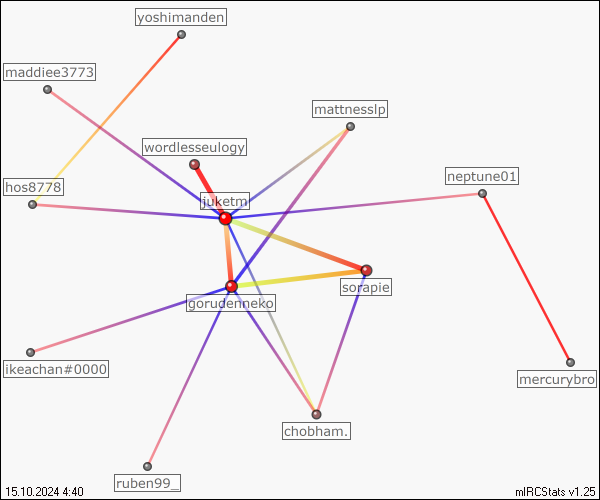 yoshimanden
maddiee3773
mattnesslp
wordlesseulogy
neptune01
hos8778
juketm
sorapie
gorudenneko
ikeachan#0000
mercurybro
chobham.
ruben99_
15.10.2024 4:40
mIRCStats v1.25